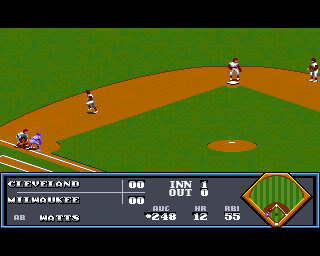 CLEVELAND 00 INN 1
OUT 0
MILWAUKEE 00
AVG HR RBI
AB WATTS •248 12 55